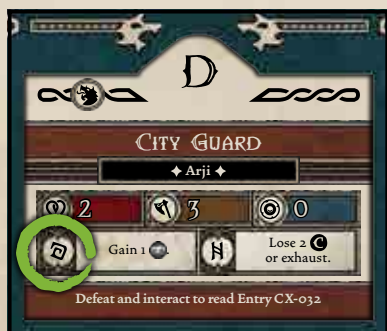 D
City Guard
Arji
2 3 0
Gain 1 .
Lose 2 C
or exhaust.
Defeat and interact to read Entry CX-032